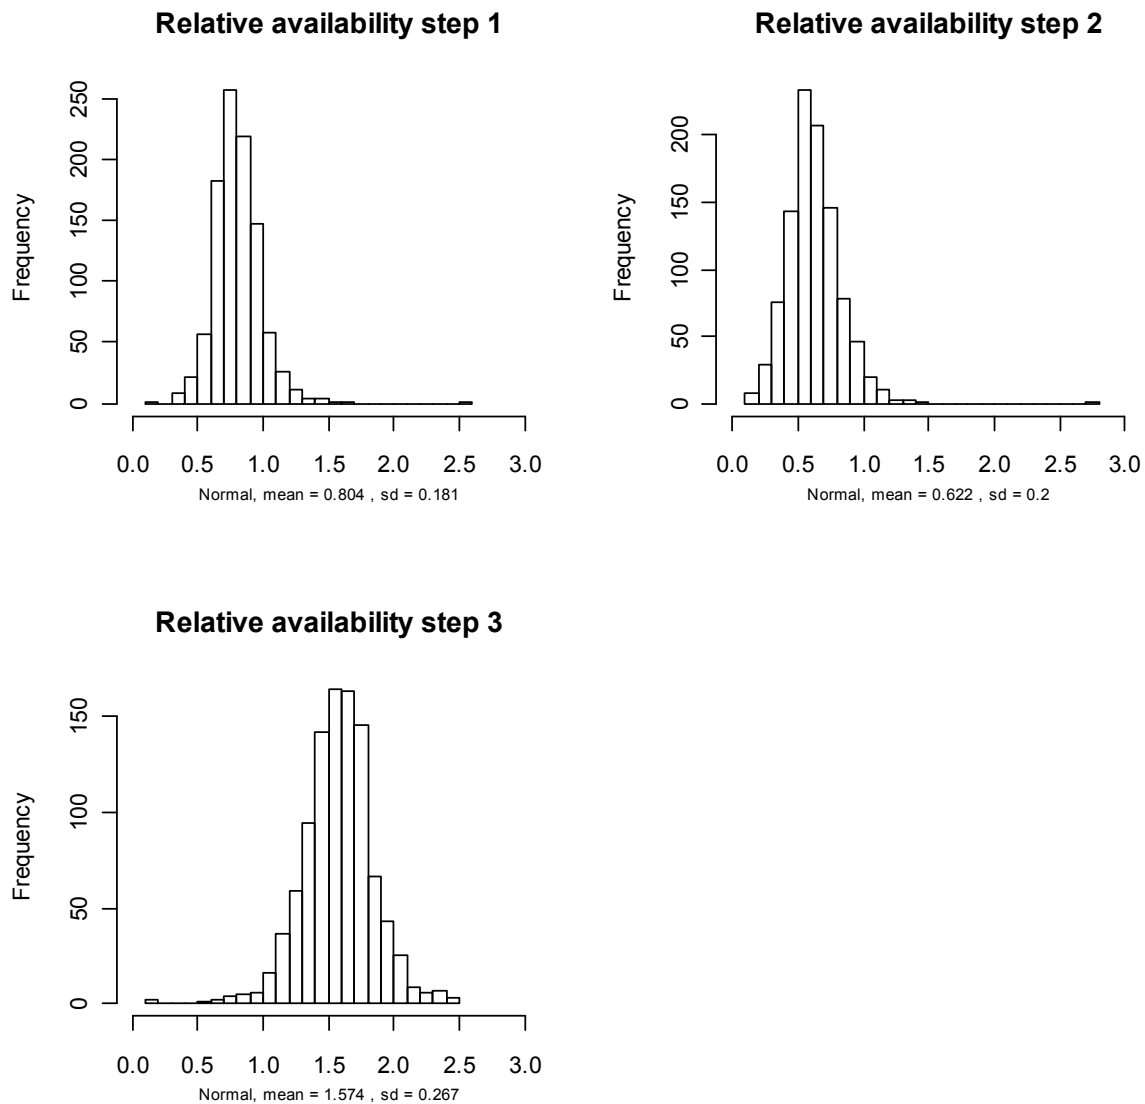 Relative availability step 1
Relative availability step 2
Frequency
0 50 100 150 200 250
0.0 0.5 1.0 1.5 2.0 2.5 3.0
Normal, mean = 0.804 , sd = 0.181
Frequency
0 50 100 150 200
0.0 0.5 1.0 1.5 2.0 2.5 3.0
Normal, mean = 0.622 , sd = 0.2
Relative availability step 3
Frequency
0 50 100 150
0.0 0.5 1.0 1.5 2.0 2.5 3.0
Normal, mean = 1.574 , sd = 0.267